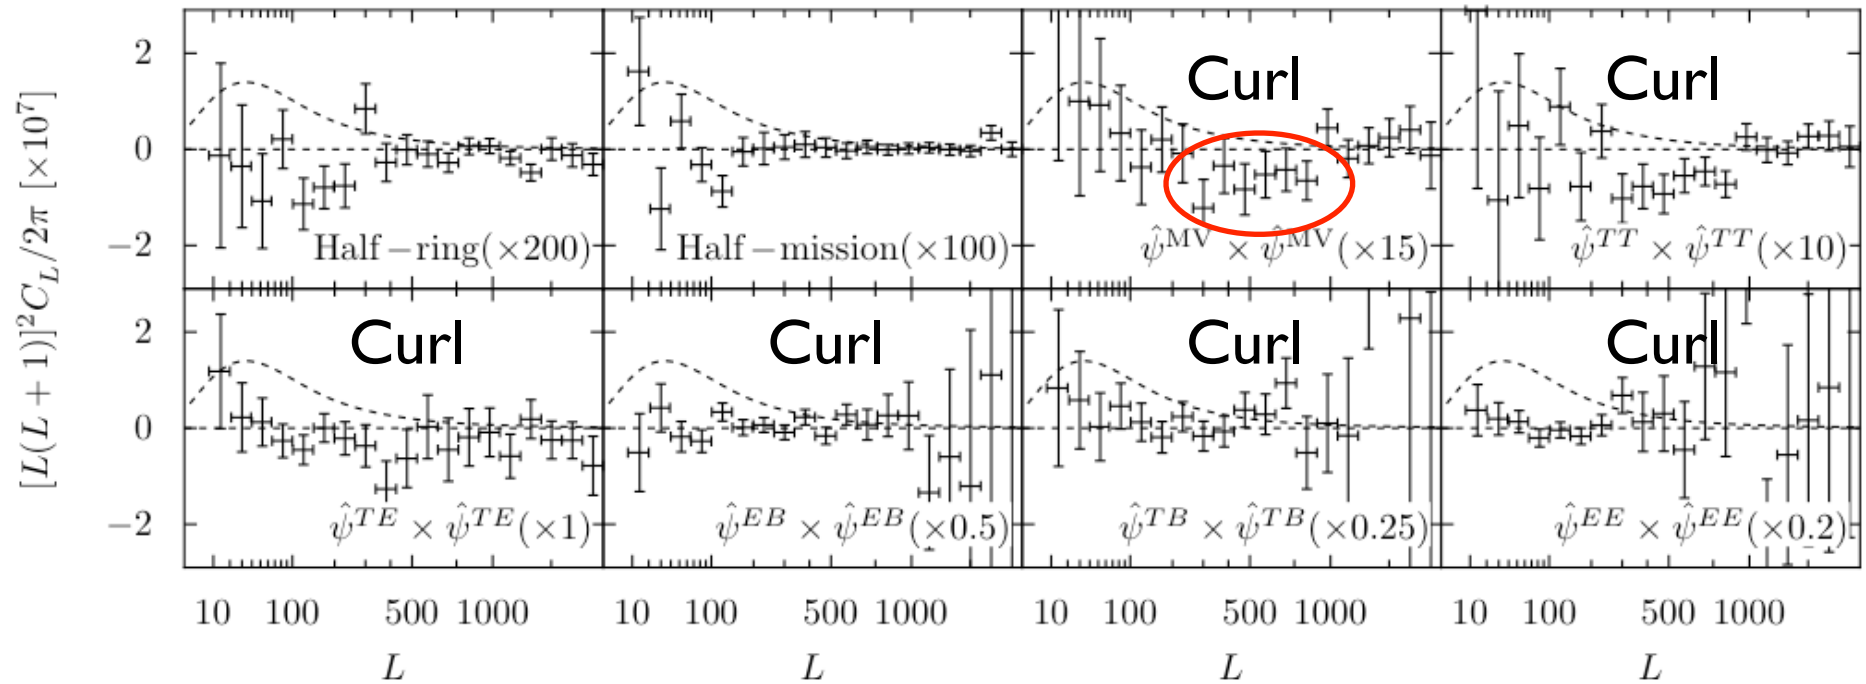 [L(L + 1)]²C_L/2π [×10⁷]
2
0
−2
Half−ring(×200)
Half−mission(×100)
Curl
ψ̂^MV × ψ̂^MV(×15)
Curl
ψ̂^TT × ψ̂^TT(×10)
2
0
−2
Curl
ψ̂^TE × ψ̂^TE(×1)
Curl
ψ̂^EB × ψ̂^EB(×0.5)
Curl
ψ̂^TB × ψ̂^TB(×0.25)
Curl
ψ̂^EE × ψ̂^EE(×0.2)
10 100 500 1000
10 100 500 1000
10 100 500 1000
10 100 500 1000
L
L
L
L